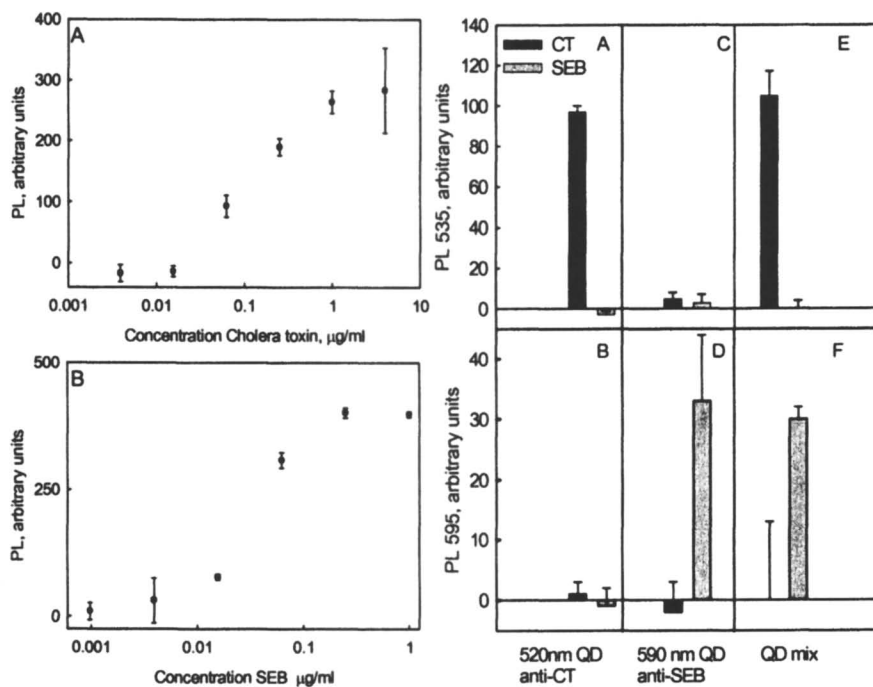 A
PL, arbitrary units
400
300
200
100
0
0.001
0.01
0.1
1
10
Concentration Cholera toxin, µg/ml
B
PL, arbitrary units
500
250
0
0.001
0.01
0.1
1
Concentration SEB µg/ml
CT
SEB
A
C
E
PL 535, arbitrary units
140
120
100
80
60
40
20
0
B
D
F
PL 595, arbitrary units
40
30
20
10
0
520nm QD
anti-CT
590 nm QD
anti-SEB
QD mix